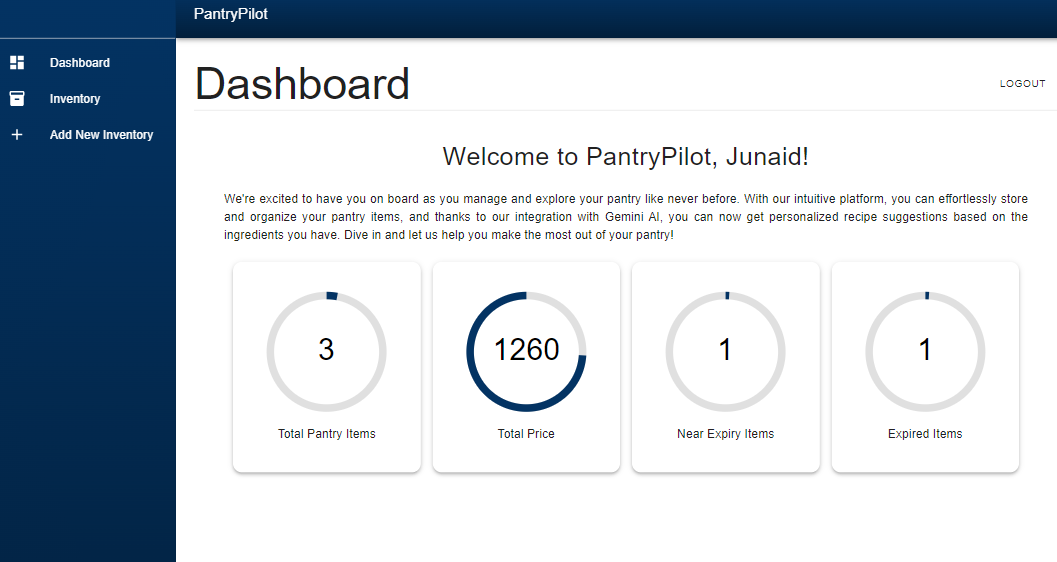 PantryPilot
Dashboard
Inventory
Add New Inventory
Dashboard
LOGOUT
Welcome to PantryPilot, Junaid!
We're excited to have you on board as you manage and explore your pantry like never before. With our intuitive platform, you can effortlessly store
and organize your pantry items, and thanks to our integration with Gemini AI, you can now get personalized recipe suggestions based on the
ingredients you have. Dive in and let us help you make the most out of your pantry!
3
Total Pantry Items
1260
Total Price
1
Near Expiry Items
1
Expired Items